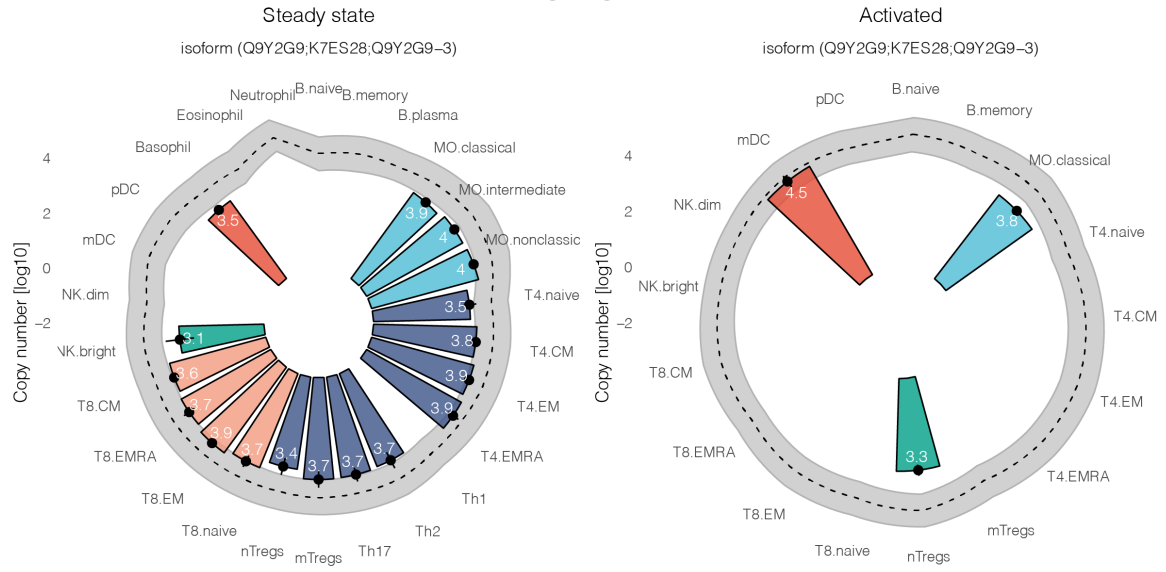 Steady state
isoform (Q9Y2G9;K7ES28;Q9Y2G9−3)
Copy number [log10]
4
2
0
−2
B.naive
B.memory
B.plasma
MO.classical
MO.intermediate
MO.nonclassic
T4.naive
T4.CM
T4.EM
T4.EMRA
Th1
Th2
Th17
mTregs
nTregs
T8.naive
T8.EM
T8.EMRA
T8.CM
NK.bright
NK.dim
mDC
pDC
Basophil
Eosinophil
Neutrophil
3.9
4
4
3.5
3.8
3.9
3.9
3.7
3.7
3.7
3.4
3.7
3.9
3.7
3.6
3.1
3.5
Activated
isoform (Q9Y2G9;K7ES28;Q9Y2G9−3)
Copy number [log10]
4
2
0
−2
B.naive
B.memory
MO.classical
T4.naive
T4.CM
T4.EM
T4.EMRA
mTregs
nTregs
T8.naive
T8.EM
T8.EMRA
T8.CM
NK.bright
NK.dim
mDC
pDC
3.8
3.3
4.5